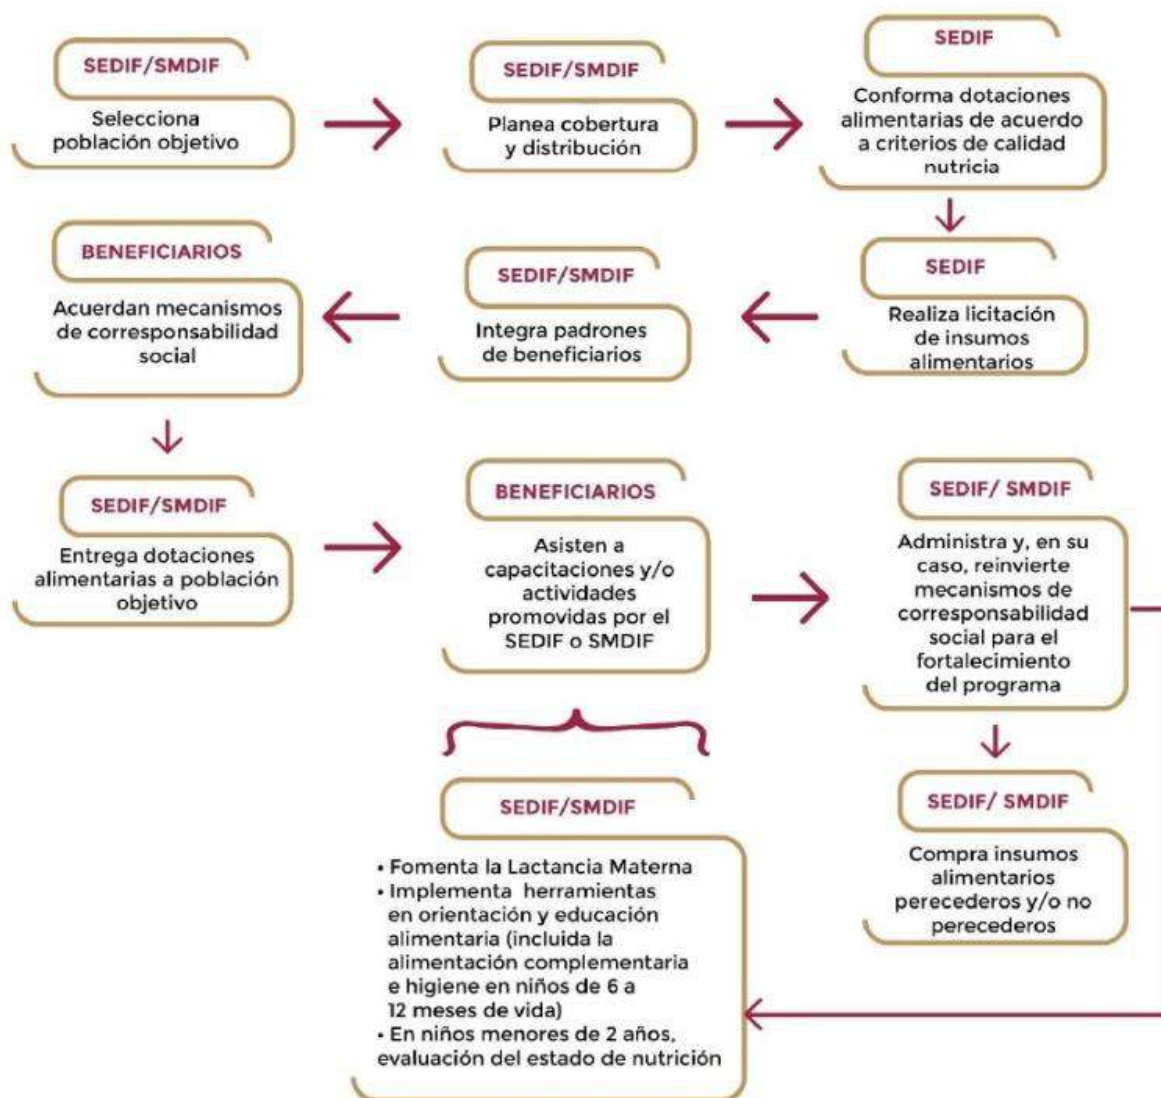 SEDIF/SMDIF
Selecciona
población objetivo
SEDIF/SMDIF
Planea cobertura
y distribución
SEDIF
Conforma dotaciones
alimentarias de acuerdo
a criterios de calidad
nutricia
SEDIF
Realiza licitación
de insumos
alimentarios
SEDIF/SMDIF
Integra padrones
de beneficiarios
BENEFICIARIOS
Acuerdan mecanismos
de corresponsabilidad
social
SEDIF/SMDIF
Entrega dotaciones
alimentarias a población
objetivo
BENEFICIARIOS
Asisten a
capacitaciones y/o
actividades
promovidas por el
SEDIF o SMDIF
SEDIF/ SMDIF
Administra y, en su
caso, reinvierte
mecanismos de
corresponsabilidad
social para el
fortalecimiento
del programa
SEDIF/SMDIF
• Fomenta la Lactancia Materna
• Implementa herramientas
en orientación y educación
alimentaria (incluida la
alimentación complementaria
e higiene en niños de 6 a
12 meses de vida)
• En niños menores de 2 años,
evaluación del estado de nutrición
SEDIF/ SMDIF
Compra insumos
alimentarios
perecederos y/o no
perecederos